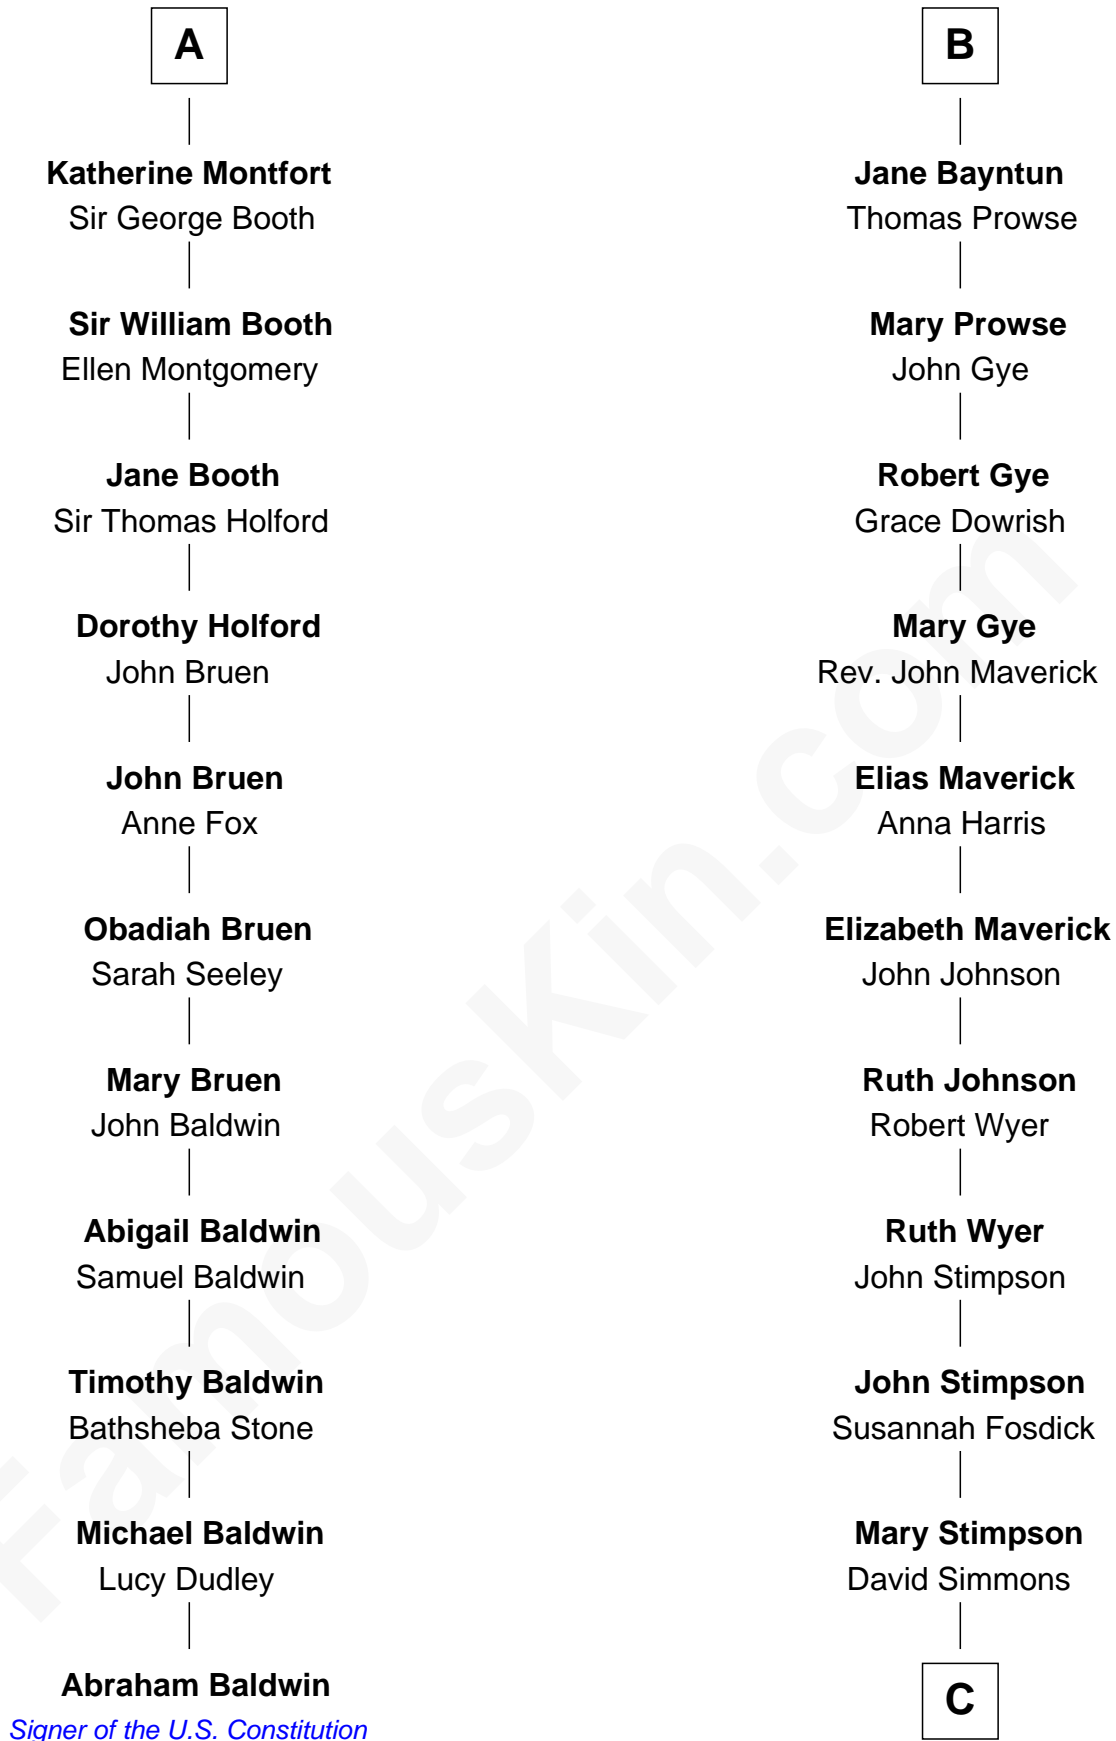 A
Katherine Montfort
Sir George Booth
Sir William Booth
Ellen Montgomery
Jane Booth
Sir Thomas Holford
Dorothy Holford
John Bruen
John Bruen
Anne Fox
Obadiah Bruen
Sarah Seeley
Mary Bruen
John Baldwin
Abigail Baldwin
Samuel Baldwin
Timothy Baldwin
Bathsheba Stone
Michael Baldwin
Lucy Dudley
Abraham Baldwin
Signer of the U.S. Constitution
B
Jane Bayntun
Thomas Prowse
Mary Prowse
John Gye
Robert Gye
Grace Dowrish
Mary Gye
Rev. John Maverick
Elias Maverick
Anna Harris
Elizabeth Maverick
John Johnson
Ruth Johnson
Robert Wyer
Ruth Wyer
John Stimpson
John Stimpson
Susannah Fosdick
Mary Stimpson
David Simmons
C
FamousKin.com